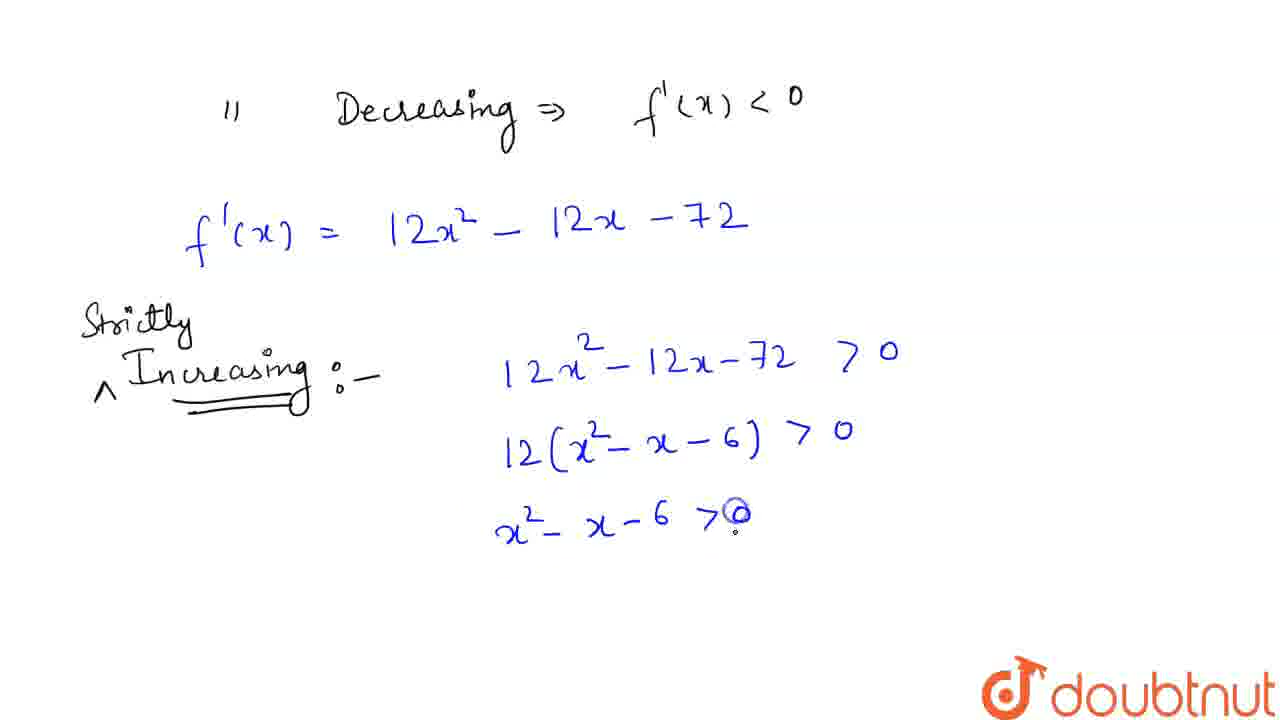 " Decreasing ⇒ f'(x) < 0
f'(x) = 12x² - 12x - 72
Strictly
^ Increasing :- 12x² - 12x - 72 > 0
12(x² - x - 6) > 0
x² - x - 6 > 0
doubtnut